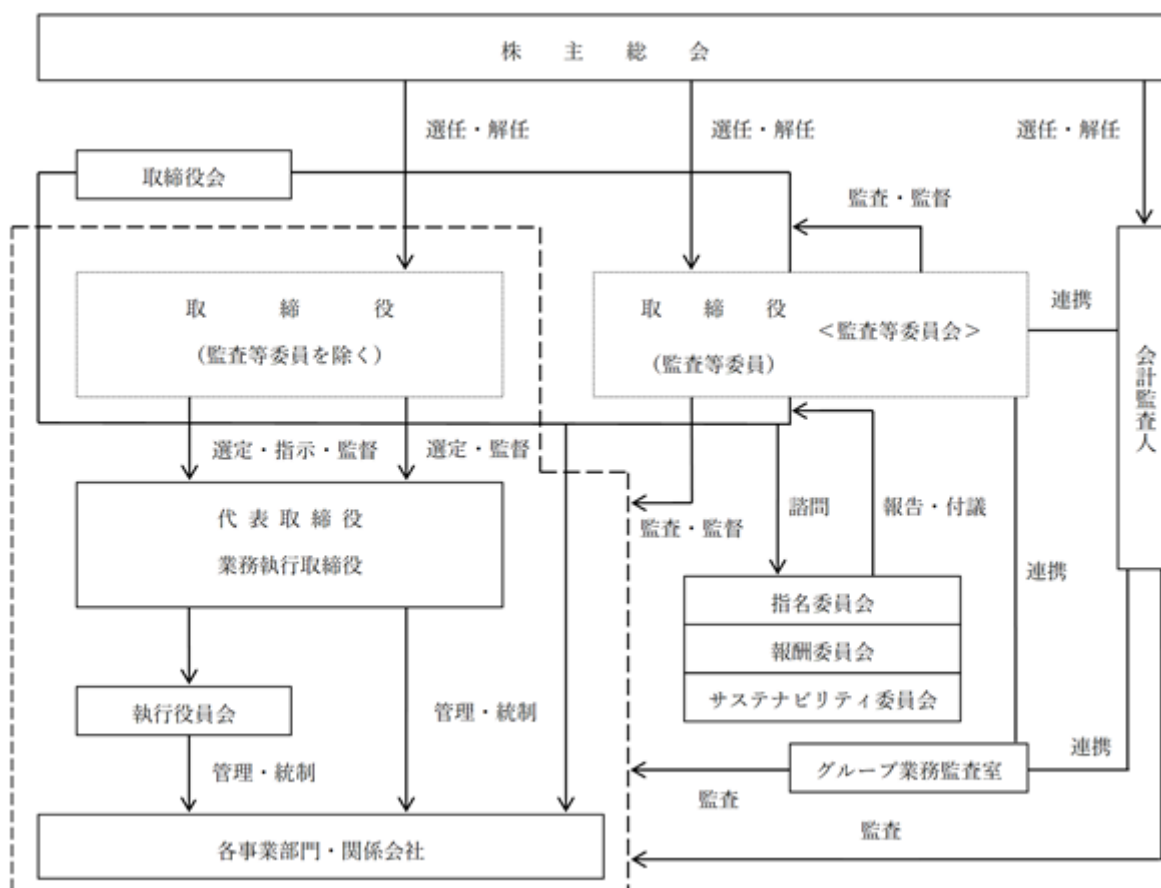 株主総会
選任・解任
選任・解任
選任・解任
取締役会
監査・監督
取締役
(監査等委員を除く)
取締役
(監査等委員)
<監査等委員会>
連携
会計監査人
選定・指示・監督
選定・監督
代表取締役
業務執行取締役
監査・監督
諮問
報告・付議
連携
指名委員会
報酬委員会
サステナビリティ委員会
執行役員会
管理・統制
管理・統制
グループ業務監査室
連携
監査
監査
各事業部門・関係会社